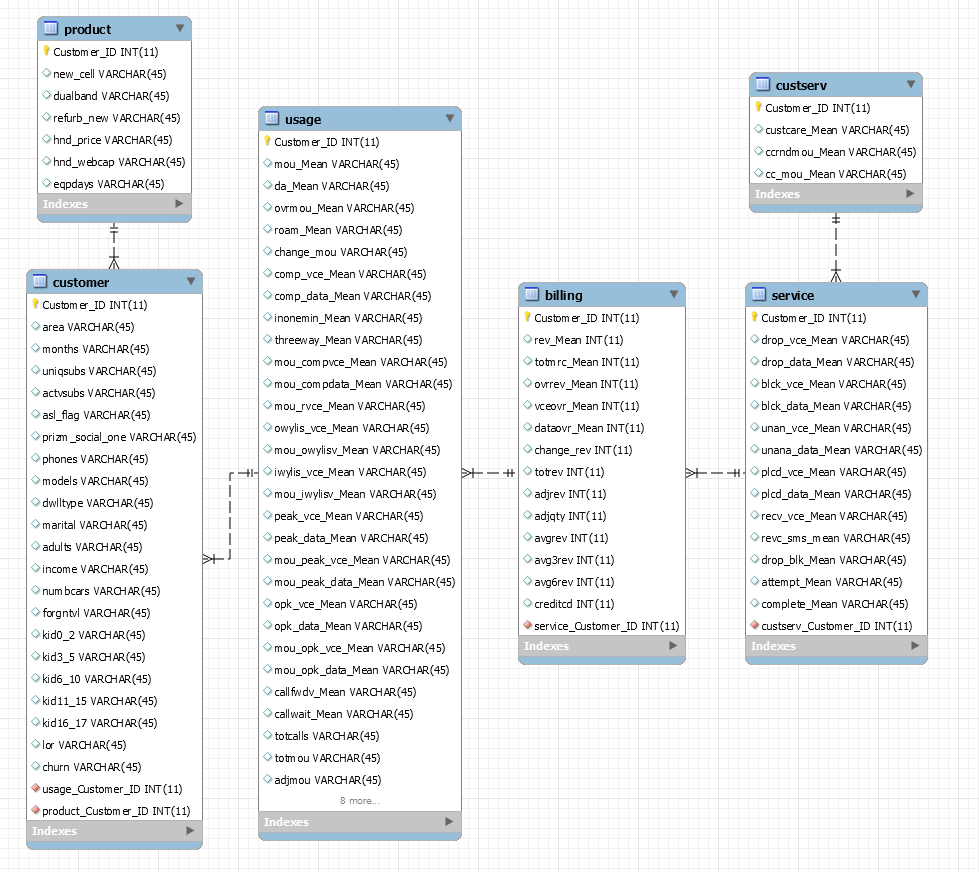 product
Customer_ID INT(11)
new_cell VARCHAR(45)
dualband VARCHAR(45)
refurb_new VARCHAR(45)
hnd_price VARCHAR(45)
hnd_webcap VARCHAR(45)
eqpdays VARCHAR(45)
Indexes
customer
Customer_ID INT(11)
area VARCHAR(45)
months VARCHAR(45)
uniqsubs VARCHAR(45)
actvsubs VARCHAR(45)
asl_flag VARCHAR(45)
prizm_social_one VARCHAR(45)
phones VARCHAR(45)
models VARCHAR(45)
dwlltype VARCHAR(45)
marital VARCHAR(45)
adults VARCHAR(45)
income VARCHAR(45)
numbcars VARCHAR(45)
forgntvl VARCHAR(45)
kid0_2 VARCHAR(45)
kid3_5 VARCHAR(45)
kid6_10 VARCHAR(45)
kid11_15 VARCHAR(45)
kid16_17 VARCHAR(45)
lor VARCHAR(45)
churn VARCHAR(45)
usage_Customer_ID INT(11)
product_Customer_ID INT(11)
Indexes
usage
Customer_ID INT(11)
mou_Mean VARCHAR(45)
da_Mean VARCHAR(45)
ovrmou_Mean VARCHAR(45)
roam_Mean VARCHAR(45)
change_mou VARCHAR(45)
comp_vce_Mean VARCHAR(45)
comp_data_Mean VARCHAR(45)
inonemin_Mean VARCHAR(45)
threeway_Mean VARCHAR(45)
mou_compvce_Mean VARCHAR(45)
mou_compdata_Mean VARCHAR(45)
mou_rvce_Mean VARCHAR(45)
owylis_vce_Mean VARCHAR(45)
mou_owylisv_Mean VARCHAR(45)
iwylis_vce_Mean VARCHAR(45)
mou_iwylisv_Mean VARCHAR(45)
peak_vce_Mean VARCHAR(45)
peak_data_Mean VARCHAR(45)
mou_peak_vce_Mean VARCHAR(45)
mou_peak_data_Mean VARCHAR(45)
opk_vce_Mean VARCHAR(45)
opk_data_Mean VARCHAR(45)
mou_opk_vce_Mean VARCHAR(45)
mou_opk_data_Mean VARCHAR(45)
callfwdv_Mean VARCHAR(45)
callwait_Mean VARCHAR(45)
totcalls VARCHAR(45)
totmou VARCHAR(45)
adjmou VARCHAR(45)
8 more...
Indexes
billing
Customer_ID INT(11)
rev_Mean INT(11)
totmrc_Mean INT(11)
ovrrev_Mean INT(11)
vceovr_Mean INT(11)
dataovr_Mean INT(11)
change_rev INT(11)
totrev INT(11)
adjrev INT(11)
adjqty INT(11)
avgrev INT(11)
avg3rev INT(11)
avg6rev INT(11)
creditcd INT(11)
service_Customer_ID INT(11)
Indexes
custserv
Customer_ID INT(11)
custcare_Mean VARCHAR(45)
ccrndmou_Mean VARCHAR(45)
cc_mou_Mean VARCHAR(45)
Indexes
service
Customer_ID INT(11)
drop_vce_Mean VARCHAR(45)
drop_data_Mean VARCHAR(45)
blck_vce_Mean VARCHAR(45)
blck_data_Mean VARCHAR(45)
unan_vce_Mean VARCHAR(45)
unana_data_Mean VARCHAR(45)
plcd_vce_Mean VARCHAR(45)
plcd_data_Mean VARCHAR(45)
recv_vce_Mean VARCHAR(45)
revc_sms_mean VARCHAR(45)
drop_blk_Mean VARCHAR(45)
attempt_Mean VARCHAR(45)
complete_Mean VARCHAR(45)
custserv_Customer_ID INT(11)
Indexes